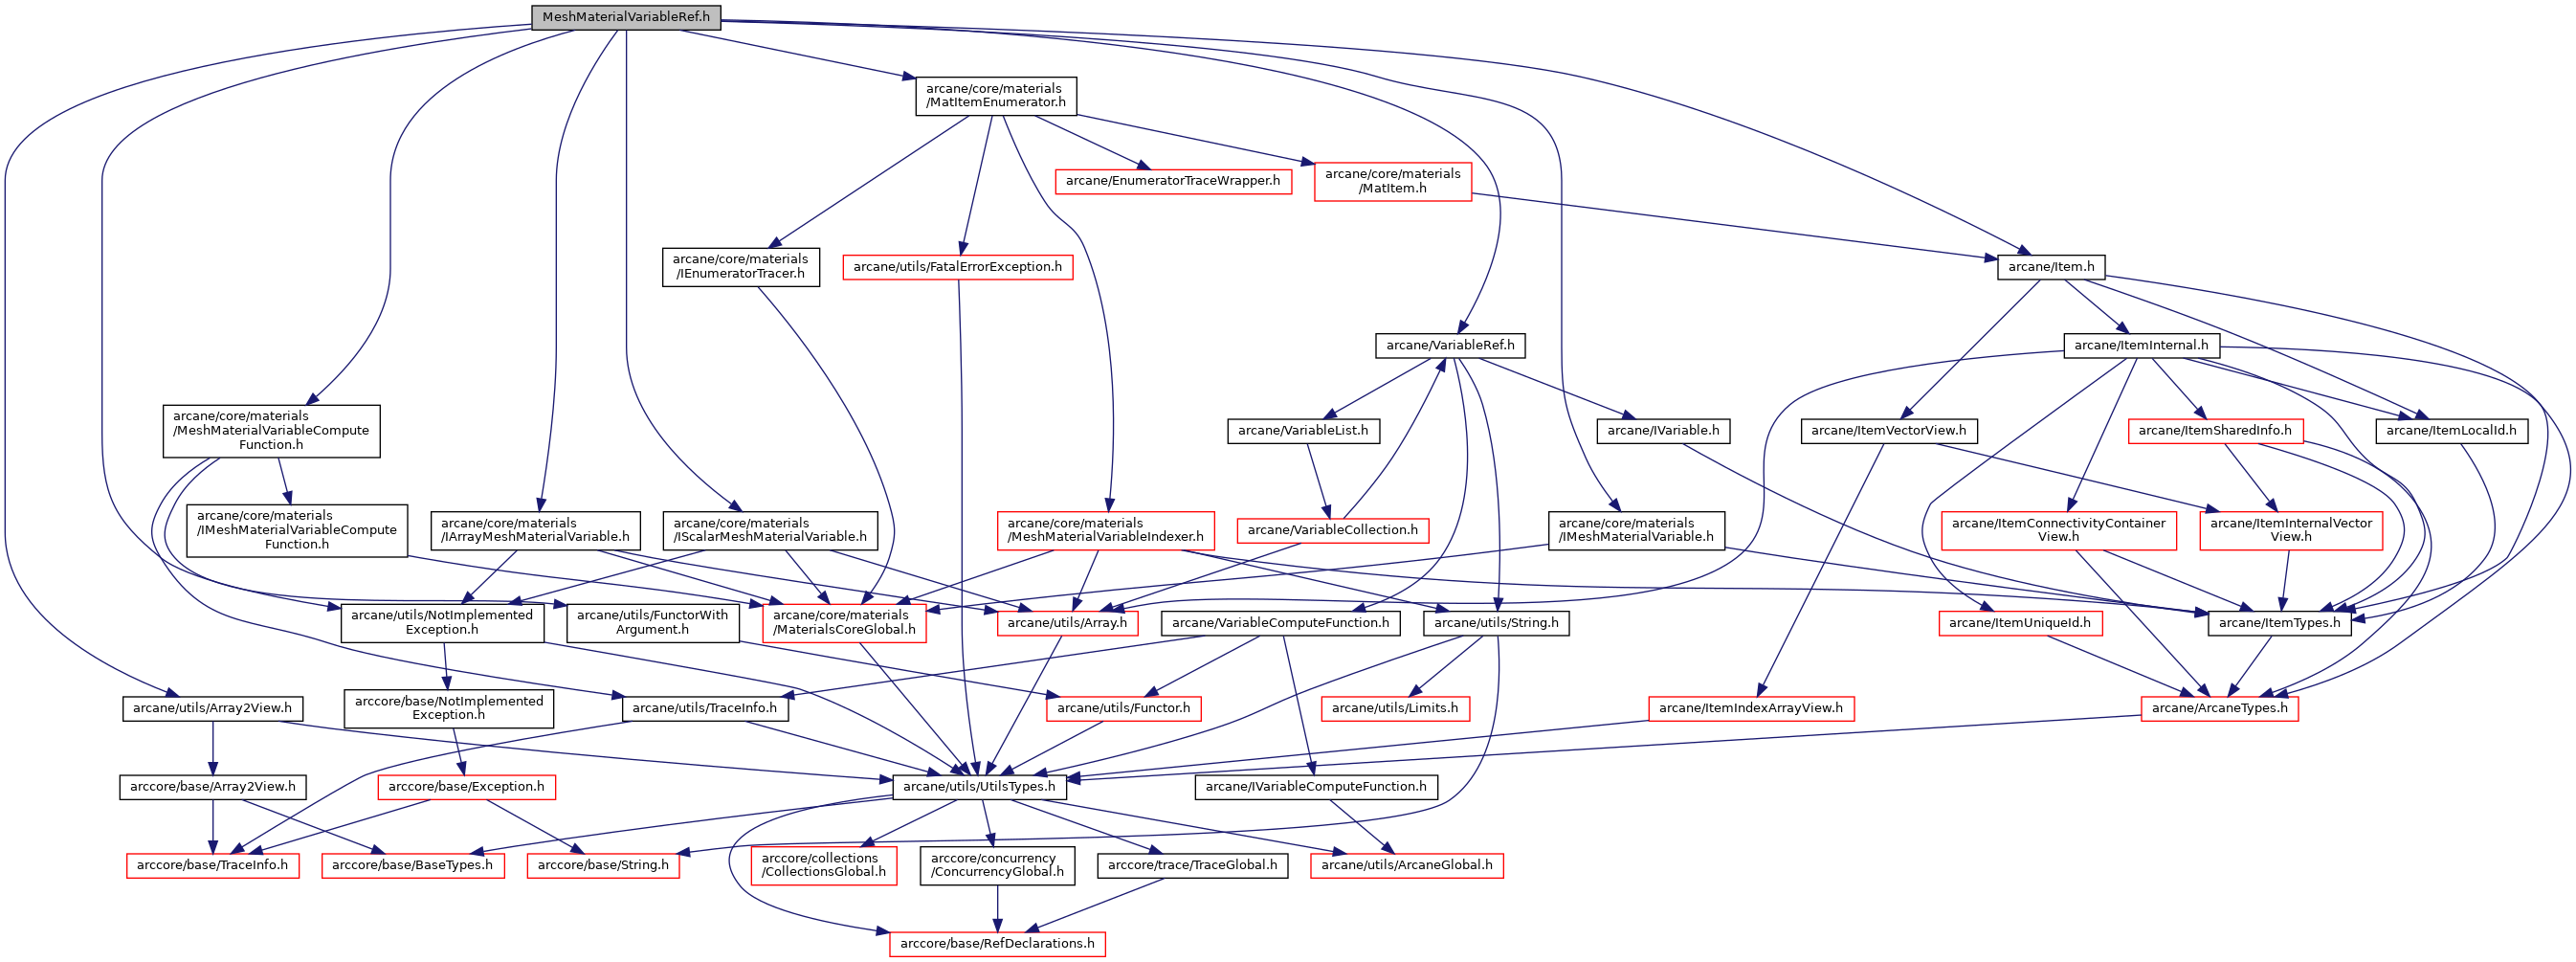 MeshMaterialVariableRef.h
arcane/core/materials
/MatItemEnumerator.h
arcane/EnumeratorTraceWrapper.h
arcane/core/materials
/MatItem.h
arcane/core/materials
/IEnumeratorTracer.h
arcane/utils/FatalErrorException.h
arcane/Item.h
arcane/VariableRef.h
arcane/ItemInternal.h
arcane/core/materials
/MeshMaterialVariableCompute
Function.h
arcane/VariableList.h
arcane/IVariable.h
arcane/ItemVectorView.h
arcane/ItemSharedInfo.h
arcane/ItemLocalId.h
arcane/core/materials
/IMeshMaterialVariableCompute
Function.h
arcane/core/materials
/IArrayMeshMaterialVariable.h
arcane/core/materials
/IScalarMeshMaterialVariable.h
arcane/core/materials
/MeshMaterialVariableIndexer.h
arcane/VariableCollection.h
arcane/core/materials
/IMeshMaterialVariable.h
arcane/ItemConnectivityContainer
View.h
arcane/ItemInternalVector
View.h
arcane/utils/NotImplemented
Exception.h
arcane/utils/FunctorWith
Argument.h
arcane/core/materials
/MaterialsCoreGlobal.h
arcane/utils/Array.h
arcane/VariableComputeFunction.h
arcane/utils/String.h
arcane/ItemUniqueId.h
arcane/ItemTypes.h
arcane/utils/Array2View.h
arccore/base/NotImplemented
Exception.h
arcane/utils/TraceInfo.h
arcane/utils/Functor.h
arcane/utils/Limits.h
arcane/ItemIndexArrayView.h
arcane/ArcaneTypes.h
arccore/base/Array2View.h
arccore/base/Exception.h
arcane/utils/UtilsTypes.h
arcane/IVariableComputeFunction.h
arccore/base/TraceInfo.h
arccore/base/BaseTypes.h
arccore/base/String.h
arccore/collections
/CollectionsGlobal.h
arccore/concurrency
/ConcurrencyGlobal.h
arccore/trace/TraceGlobal.h
arcane/utils/ArcaneGlobal.h
arccore/base/RefDeclarations.h